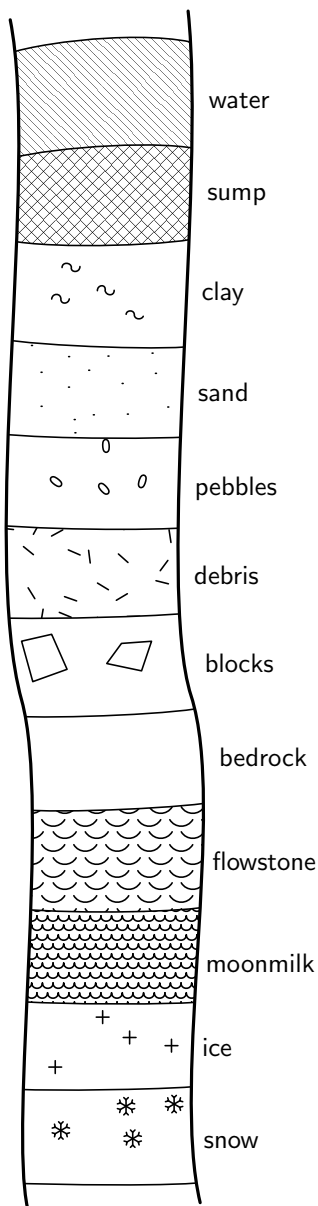 water
sump
clay
sand
pebbles
debris
blocks
bedrock
flowstone
moonmilk
ice
snow